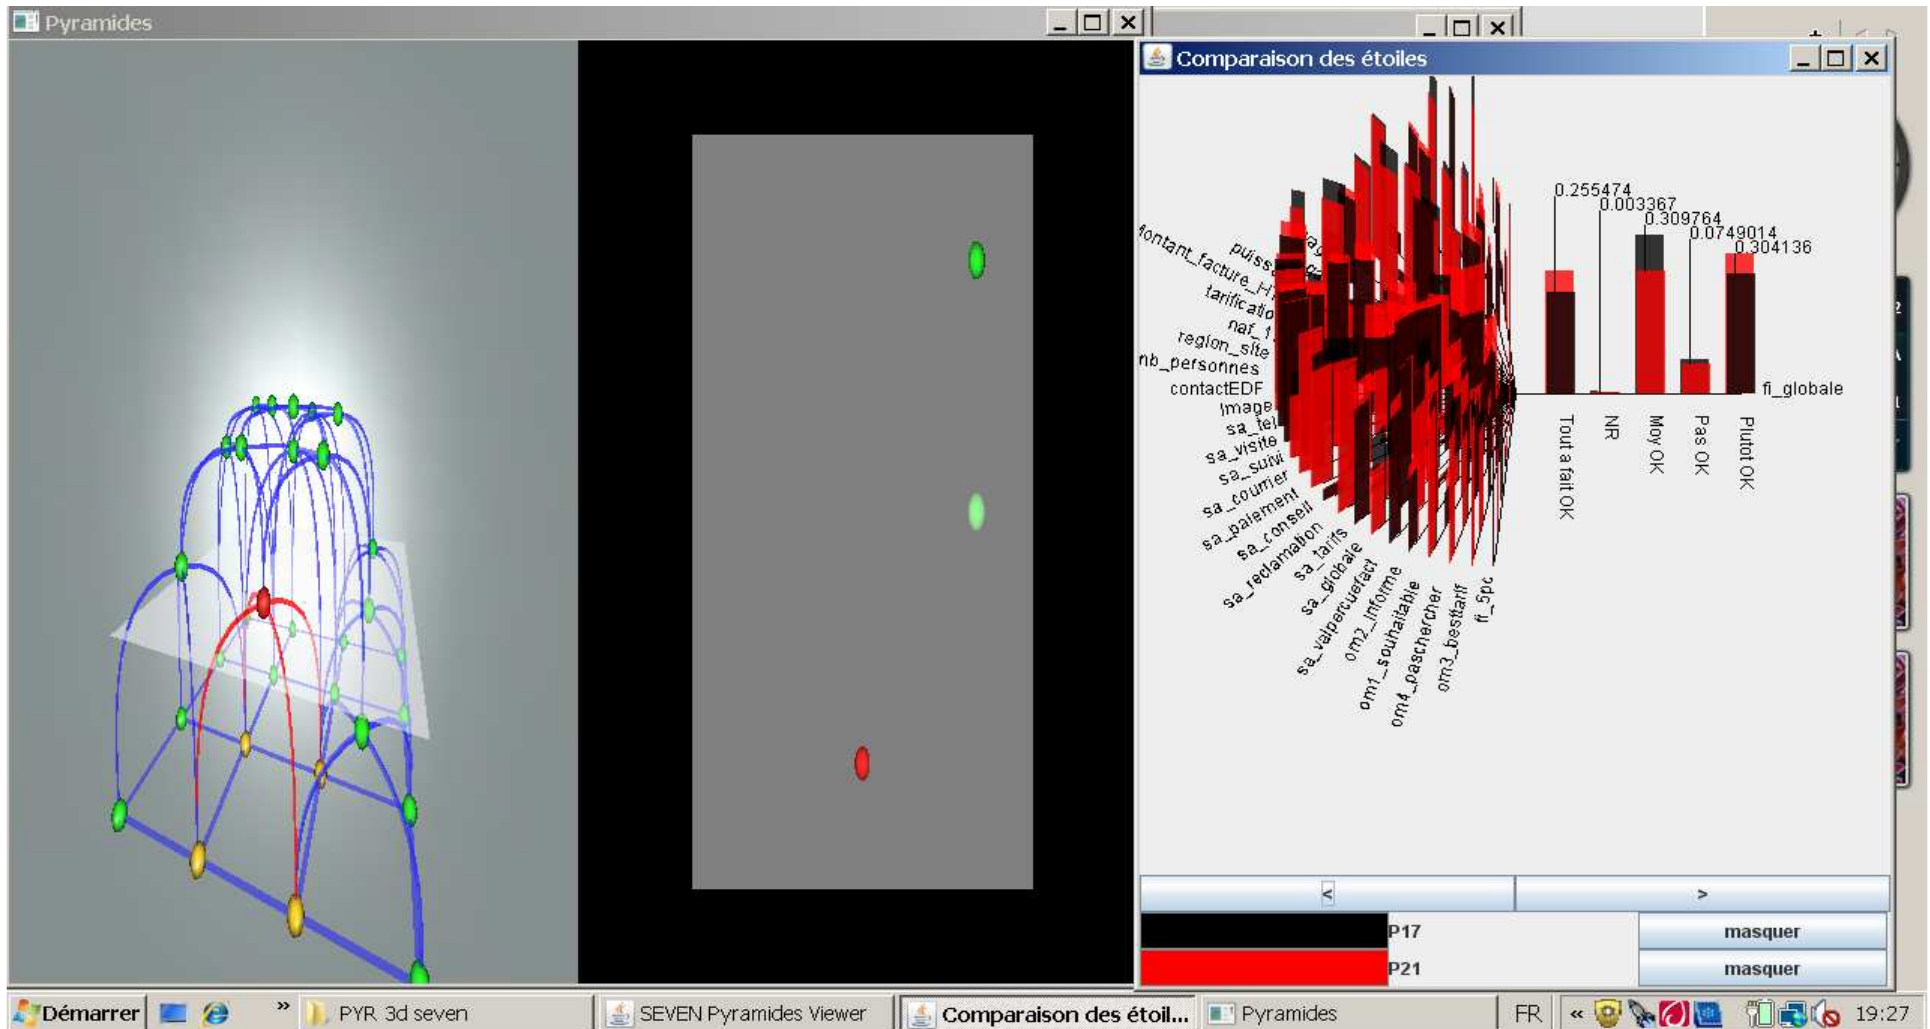 Pyramides
Comparaison des étoiles
0.255474
0.003367
0.309764
0.0749014
0.304136
tarificatio
naf_1
region_site
nb_personnes
contactEDF
Image
sa_tel
sa_visite
sa_suivi
sa_courrier
sa_paiement
sa_conseil
sa_reclamation
sa_tarifs
sa_globale
sa_valpercuefact
om2_informe
om1_souhaitable
om4_paschercher
om3_besttarif
fi_5pc
fi_globale
Tout a fait OK
NR
Moy OK
Pas OK
Plutot OK
<
>
P17
masquer
P21
masquer
Démarrer
»
PYR 3d seven
SEVEN Pyramides Viewer
Comparaison des étoil...
Pyramides
FR
«
19:27